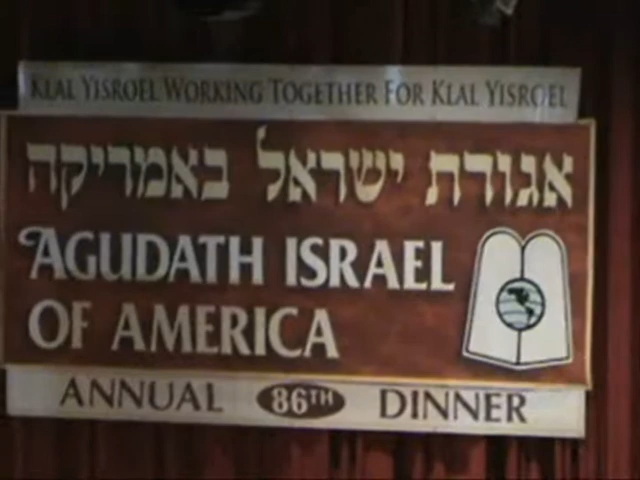 KLAL YISROEL WORKING TOGETHER FOR KLAL YISROEL
אגודת ישראל באמריקה
AGUDATH ISRAEL
OF AMERICA
ANNUAL 86TH DINNER